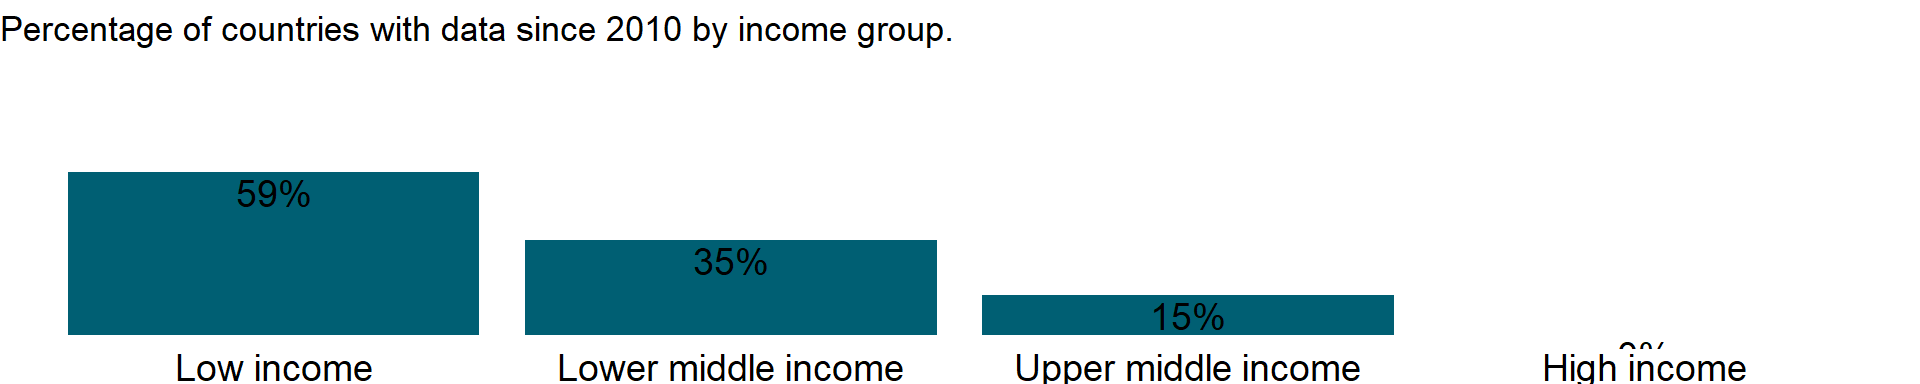 Percentage of countries with data since 2010 by income group.
59%
35%
15%
Low income
Lower middle income
Upper middle income
High income